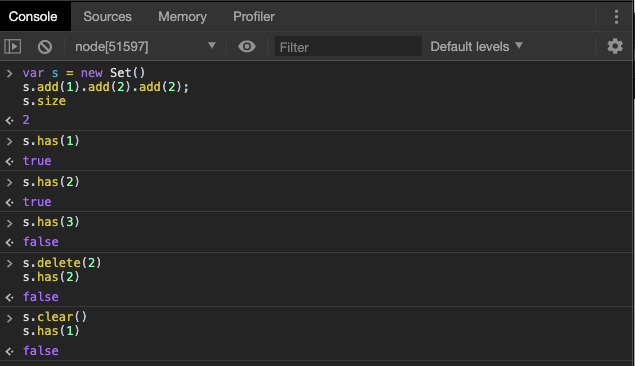 Console Sources Memory Profiler
node[51597] Filter Default levels
var s = new Set()
s.add(1).add(2).add(2);
s.size
2
s.has(1)
true
s.has(2)
true
s.has(3)
false
s.delete(2)
s.has(2)
false
s.clear()
s.has(1)
false